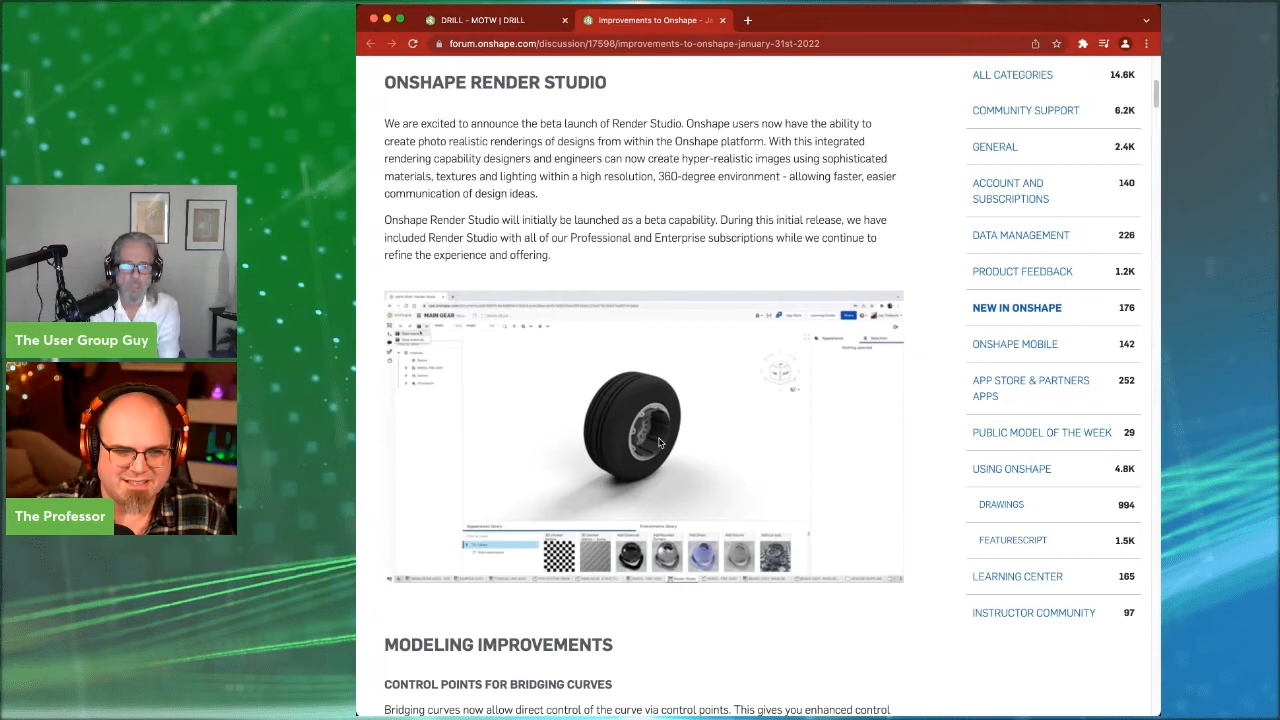 DRILL - MOTW | DRILL
Improvements to Onshape - Ja
forum.onshape.com/discussion/17598/improvements-to-onshape-january-31st-2022
ONSHAPE RENDER STUDIO
We are excited to announce the beta launch of Render Studio. Onshape users now have the ability to
create photo realistic renderings of designs from within the Onshape platform. With this integrated
rendering capability designers and engineers can now create hyper-realistic images using sophisticated
materials, textures and lighting within a high resolution, 360-degree environment - allowing faster, easier
communication of design ideas.
Onshape Render Studio will initially be launched as a beta capability. During this initial release, we have
included Render Studio with all of our Professional and Enterprise subscriptions while we continue to
refine the experience and offering.
MAIN GEAR
Appearance
Selection
Appearance Library
Environments library
MODELING IMPROVEMENTS
CONTROL POINTS FOR BRIDGING CURVES
Bridging curves now allow direct control of the curve via control points. This gives you enhanced control
ALL CATEGORIES 14.6K
COMMUNITY SUPPORT 6.2K
GENERAL 2.4K
ACCOUNT AND 140
SUBSCRIPTIONS
DATA MANAGEMENT 226
PRODUCT FEEDBACK 1.2K
NEW IN ONSHAPE 176
ONSHAPE MOBILE 142
APP STORE & PARTNERS 252
APPS
PUBLIC MODEL OF THE WEEK 29
USING ONSHAPE 4.8K
DRAWINGS 994
FEATURESCRIPT 1.5K
LEARNING CENTER 165
INSTRUCTOR COMMUNITY 97
The User Group Guy
The Professor